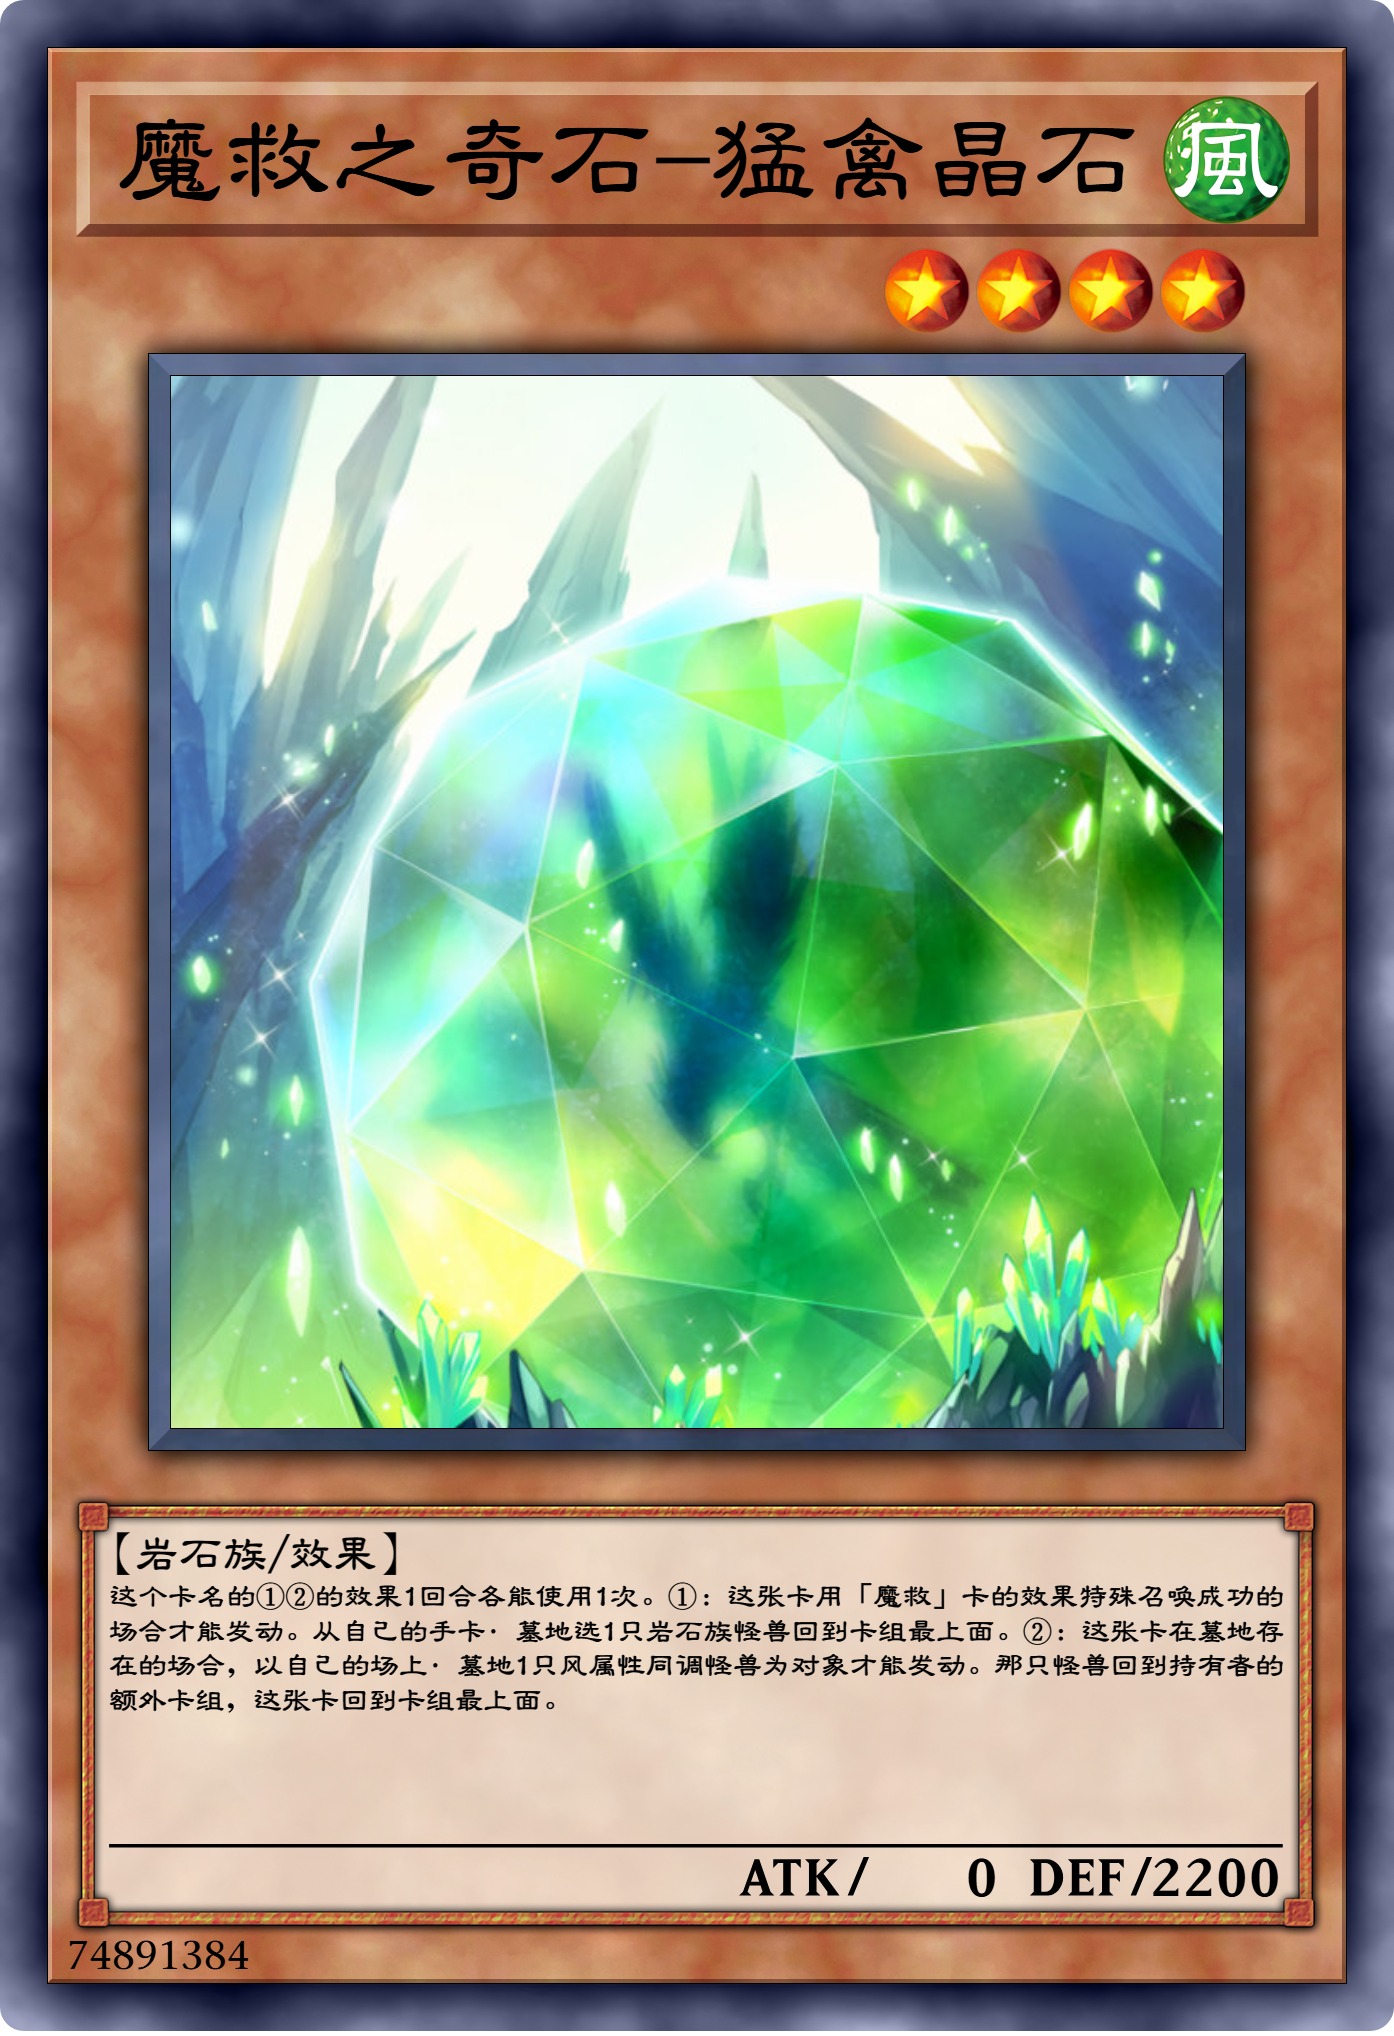 魔救之奇石-猛禽晶石 風
【岩石族/效果】
这个卡名的①②的效果1回合各能使用1次。①：这张卡用「魔救」卡的效果特殊召唤成功的
场合才能发动。从自己的手卡·墓地选1只岩石族怪兽回到卡组最上面。②：这张卡在墓地存
在的场合，以自己的场上·墓地1只风属性同调怪兽为对象才能发动。那只怪兽回到持有者的
额外卡组，这张卡回到卡组最上面。
ATK/ 0 DEF/2200
74891384